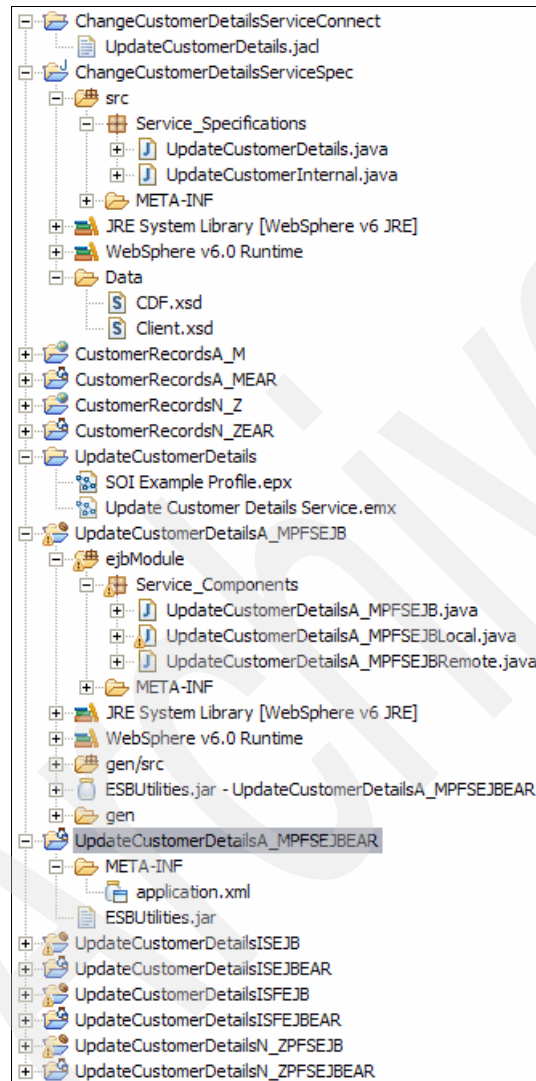 ChangeCustomerDetailsServiceConnect
UpdateCustomerDetails.jacl
ChangeCustomerDetailsServiceSpec
src
Service_Specifications
UpdateCustomerDetails.java
UpdateCustomerInternal.java
META-INF
JRE System Library [WebSphere v6 JRE]
WebSphere v6.0 Runtime
Data
CDF.xsd
Client.xsd
CustomerRecordsA_M
CustomerRecordsA_MEAR
CustomerRecordsN_Z
CustomerRecordsN_ZEAR
UpdateCustomerDetails
SOI Example Profile.epx
Update Customer Details Service.emx
UpdateCustomerDetailsA_MPFSEJB
ejbModule
Service_Components
UpdateCustomerDetailsA_MPFSEJB.java
UpdateCustomerDetailsA_MPFSEJBLocal.java
UpdateCustomerDetailsA_MPFSEJBRemote.java
META-INF
JRE System Library [WebSphere v6 JRE]
WebSphere v6.0 Runtime
gen/src
ESBUtilities.jar - UpdateCustomerDetailsA_MPFSEJBEAR
gen
UpdateCustomerDetailsA_MPFSEJBEAR
META-INF
application.xml
ESBUtilities.jar
UpdateCustomerDetailsISEJB
UpdateCustomerDetailsISEJBEAR
UpdateCustomerDetailsISFEJB
UpdateCustomerDetailsISFEJBEAR
UpdateCustomerDetailsN_ZPFSEJB
UpdateCustomerDetailsN_ZPFSEJBEAR